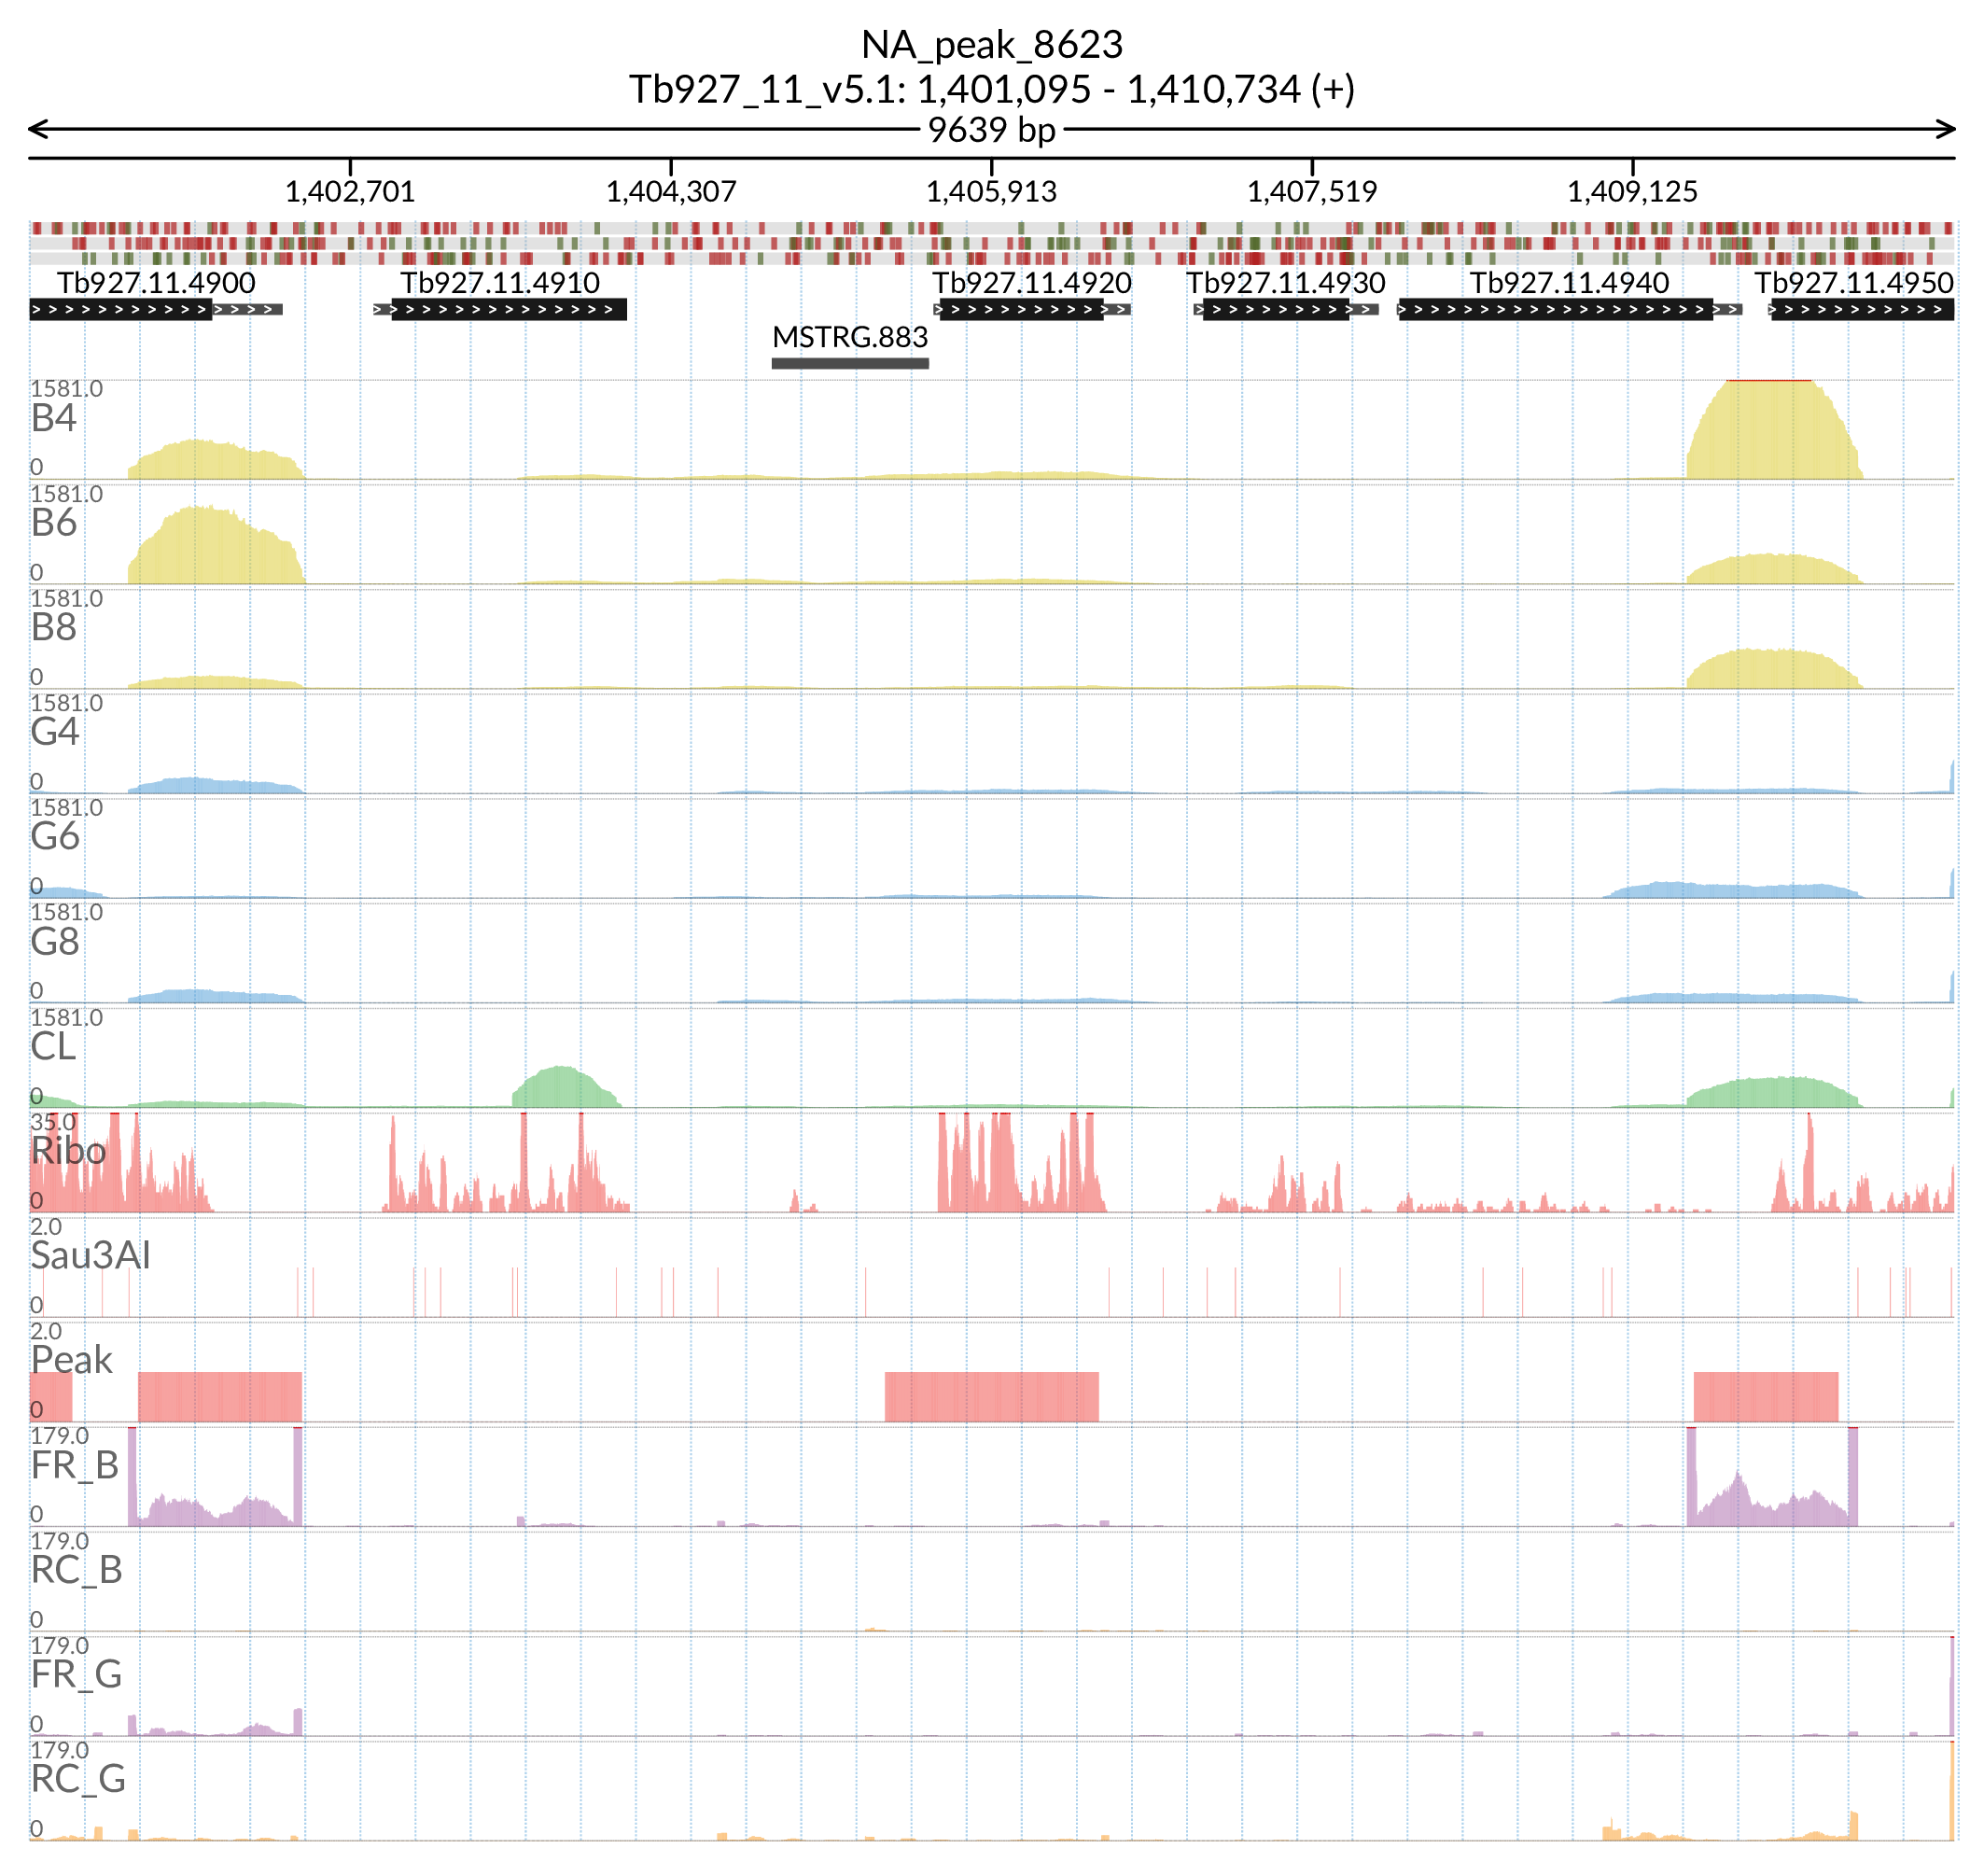 NA_peak_8623
Tb927_11_v5.1: 1,401,095 - 1,410,734 (+)
9639 bp
1,402,701 1,404,307 1,405,913 1,407,519 1,409,125
Tb927.11.4900 Tb927.11.4910 Tb927.11.4920 Tb927.11.4930 Tb927.11.4940 Tb927.11.4950
MSTRG.883
1581.0
B4
0
1581.0
B6
0
1581.0
B8
0
1581.0
G4
0
1581.0
G6
0
1581.0
G8
0
1581.0
CL
0
35.0
Ribo
0
2.0
Sau3AI
0
2.0
Peak
0
179.0
FR_B
0
179.0
RC_B
0
179.0
FR_G
0
179.0
RC_G
0